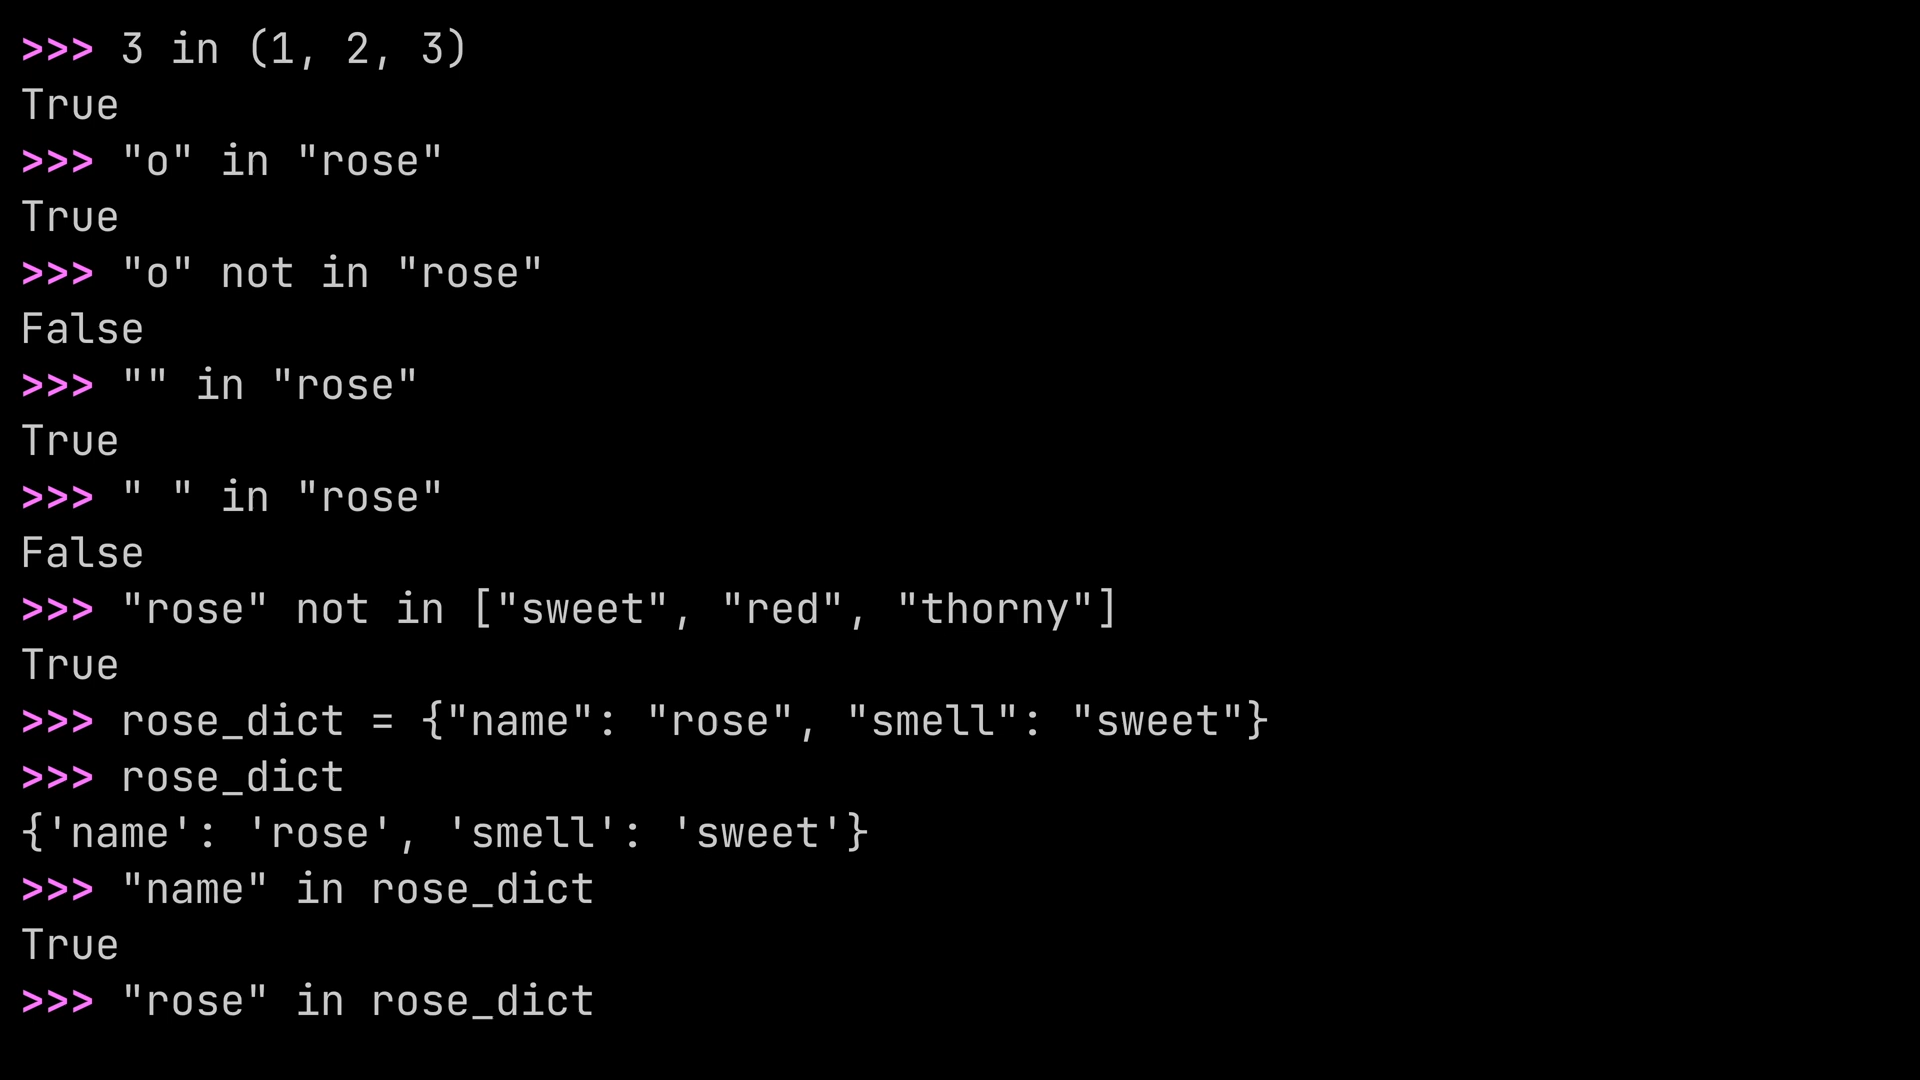 >>> 3 in (1, 2, 3)
True
>>> "o" in "rose"
True
>>> "o" not in "rose"
False
>>> "" in "rose"
True
>>> " " in "rose"
False
>>> "rose" not in ["sweet", "red", "thorny"]
True
>>> rose_dict = {"name": "rose", "smell": "sweet"}
>>> rose_dict
{'name': 'rose', 'smell': 'sweet'}
>>> "name" in rose_dict
True
>>> "rose" in rose_dict